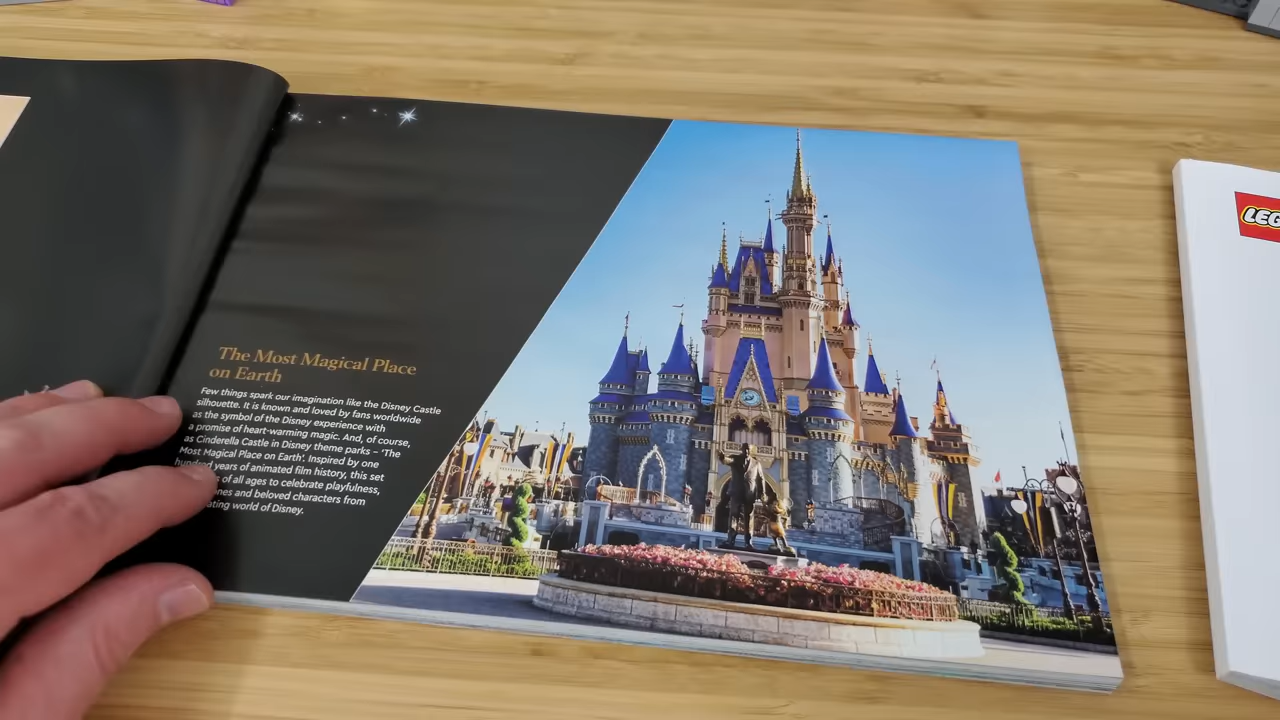 The Most Magical Place
on Earth
Few things spark our imagination like the Disney Castle
silhouette. It is known and loved by fans worldwide
as the symbol of the Disney experience with
a promise of heart-warming magic. And, of course,
as Cinderella Castle in Disney theme parks – ‘The
Most Magical Place on Earth’. Inspired by one
hundred years of animated film history, this set
of all ages to celebrate playfulness,
and beloved characters from
world of Disney.
LEG